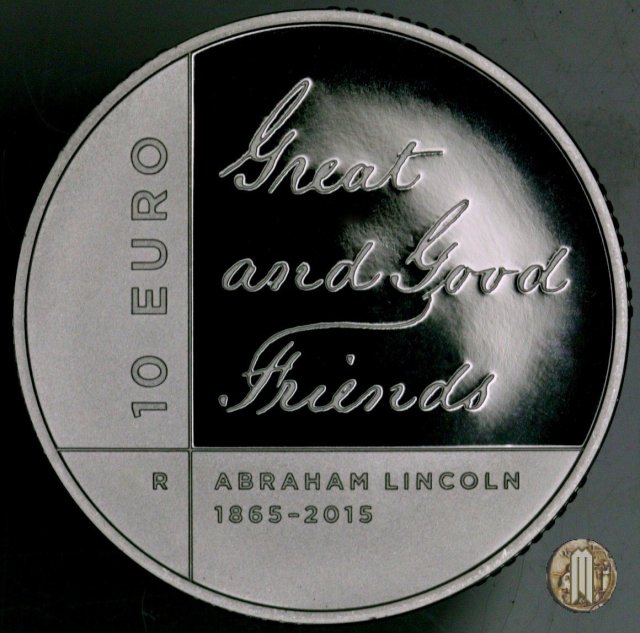 Great
and Good
Friends
10 EURO
R
ABRAHAM LINCOLN
1865-2015